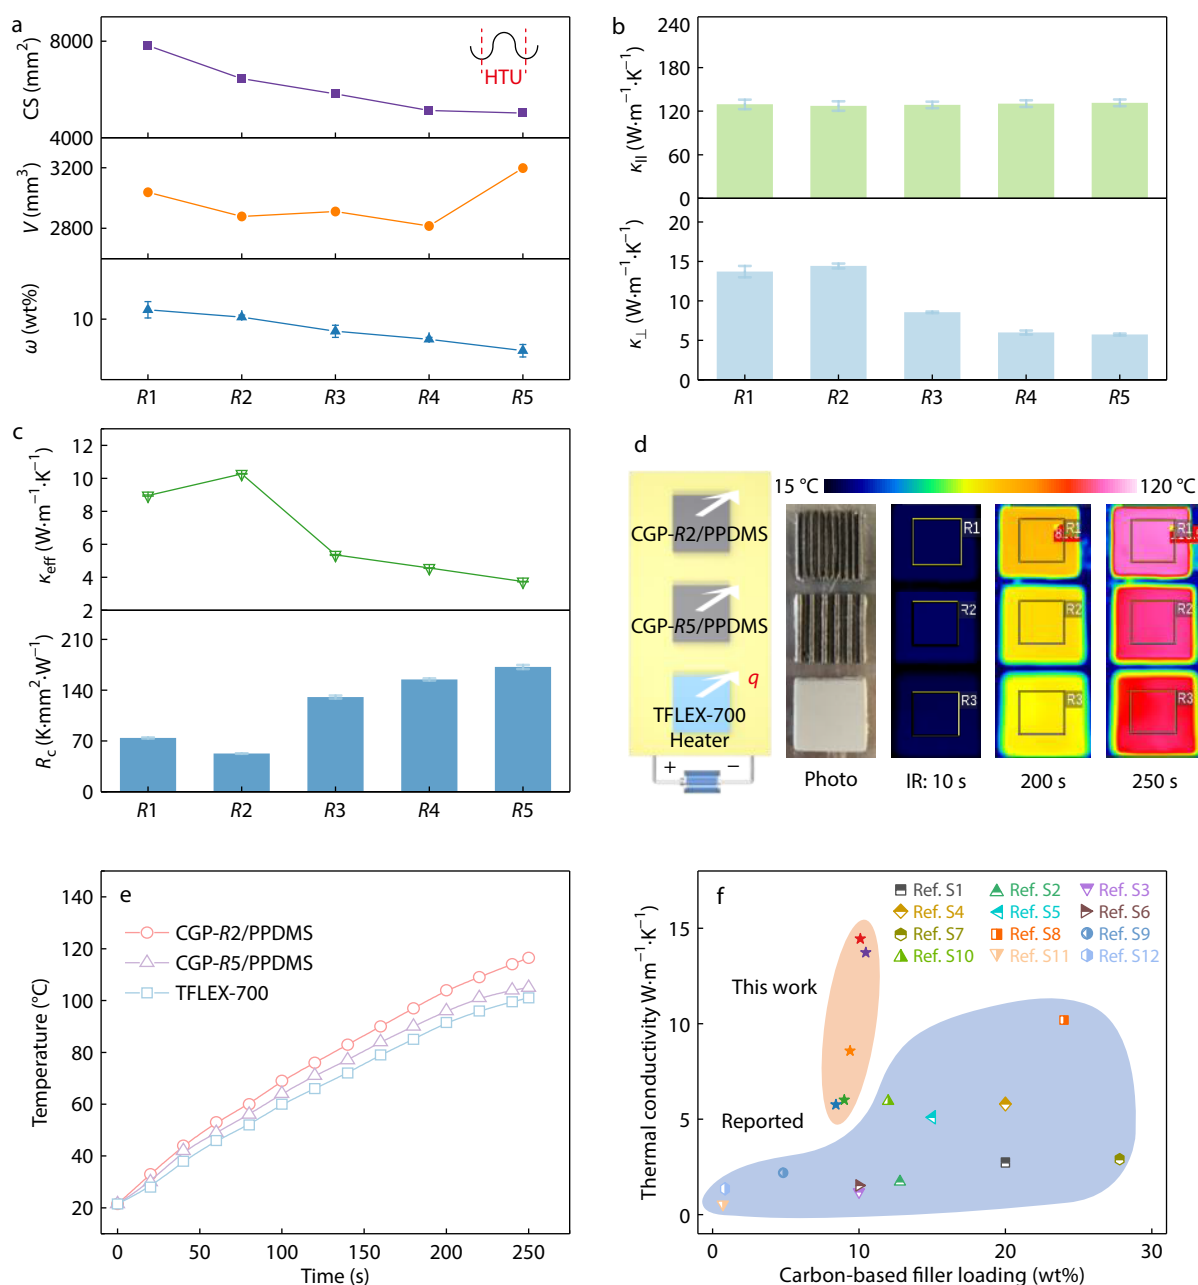 a
CS (mm²)
8000
4000
HTU
V (mm³)
3200
2800
ω (wt%)
10
R1 R2 R3 R4 R5
b
κ|| (W·m⁻¹·K⁻¹)
240
180
120
60
0
κ⊥ (W·m⁻¹·K⁻¹)
20
15
10
5
0
R1 R2 R3 R4 R5
c
κeff (W·m⁻¹·K⁻¹)
12
10
8
6
4
2
Rc (K·mm²·W⁻¹)
210
140
70
0
R1 R2 R3 R4 R5
d
15 °C 120 °C
CGP-R2/PPDMS
CGP-R5/PPDMS
q
TFLEX-700
Heater
+ −
R1 R1 R1
R2 R2 R2
R3 R3 R3
Photo IR: 10 s 200 s 250 s
e
Temperature (°C)
140
120
100
80
60
40
20
CGP-R2/PPDMS
CGP-R5/PPDMS
TFLEX-700
0 50 100 150 200 250
Time (s)
f
Thermal conductivity W·m⁻¹·K⁻¹)
15
10
5
0
Ref. S1 Ref. S2 Ref. S3
Ref. S4 Ref. S5 Ref. S6
Ref. S7 Ref. S8 Ref. S9
Ref. S10 Ref. S11 Ref. S12
This work
Reported
0 10 20 30
Carbon-based filler loading (wt%)